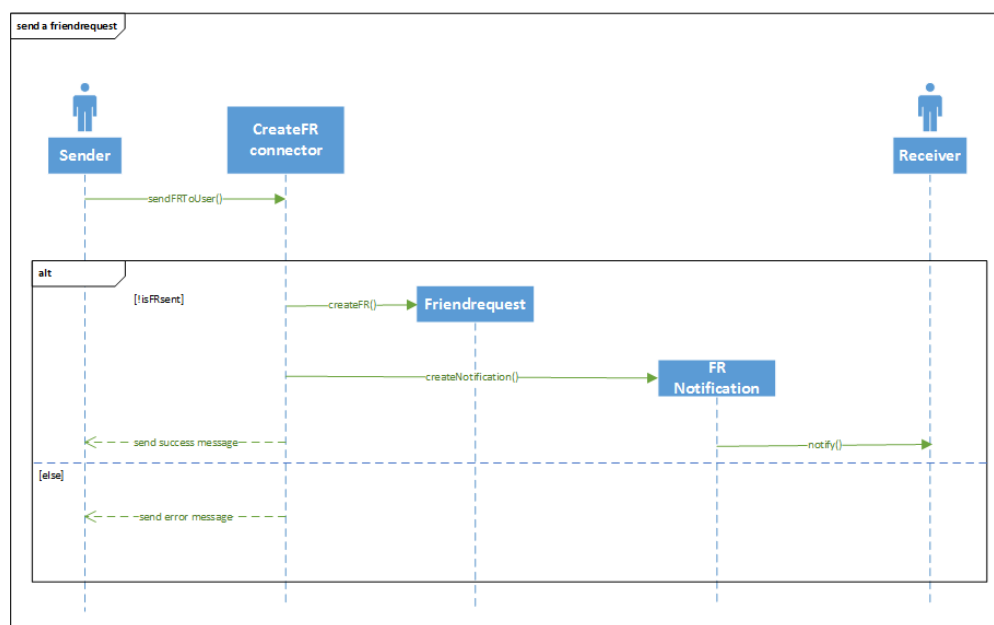 send a friendrequest
CreateFR
connector
Sender
Receiver
sendFRToUser()
alt
[!isFRsent]
createFR()
Friendrequest
createNotification()
FR
Notification
send success message
notify()
[else]
send error message